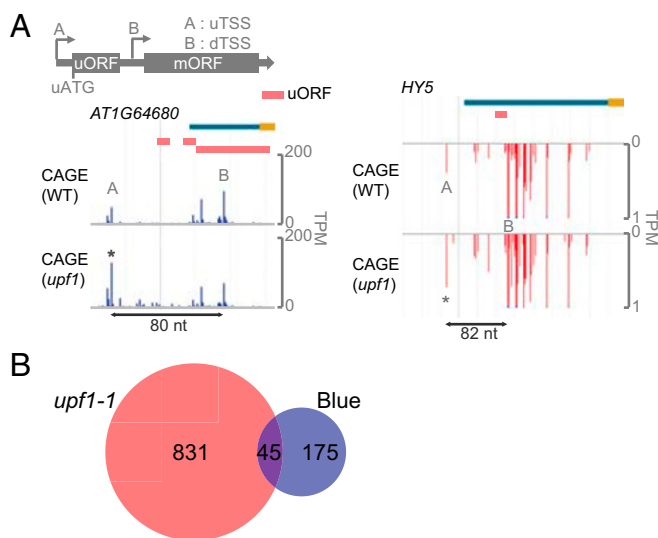 A
A
B
A : uTSS
B : dTSS
uORF
mORF
uATG
uORF
AT1G64680
CAGE
(WT)
A
B
200
0
TPM
CAGE
(upf1)
*
200
0
80 nt
HY5
CAGE
(WT)
A
B
0
1
TPM
CAGE
(upf1)
*
0
1
82 nt
B
upf1-1
Blue
831
45
175